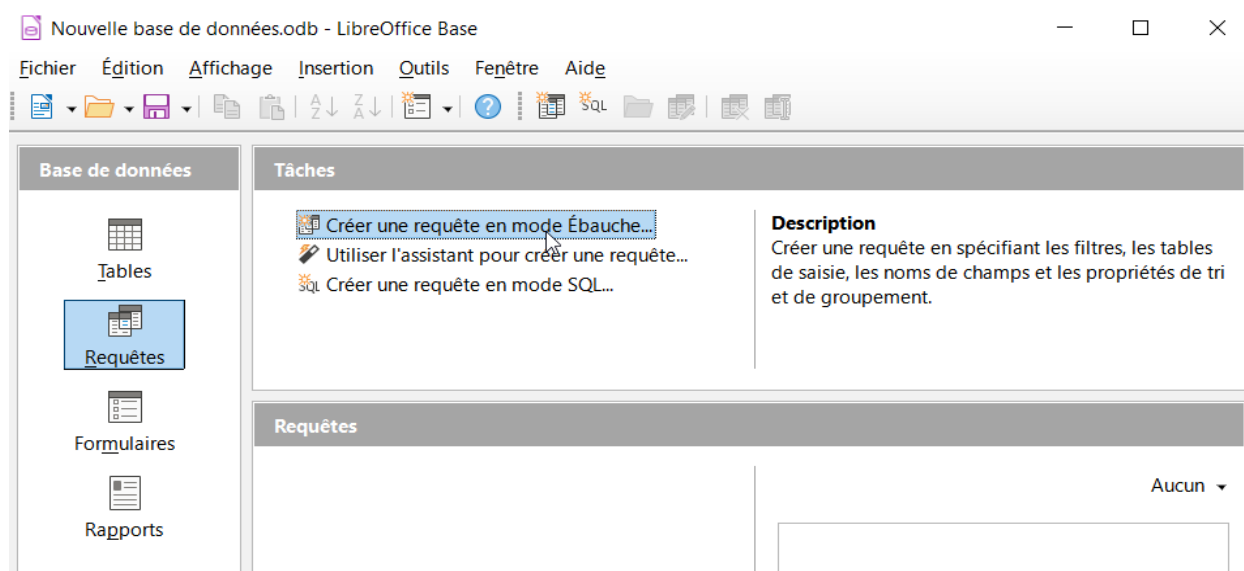 Nouvelle base de données.odb - LibreOffice Base
Fichier Édition Affichage Insertion Outils Fenêtre Aide
SQL
Base de données
Tables
Requêtes
Formulaires
Rapports
Tâches
Créer une requête en mode Ébauche...
Utiliser l'assistant pour créer une requête...
SQL Créer une requête en mode SQL...
Description
Créer une requête en spécifiant les filtres, les tables
de saisie, les noms de champs et les propriétés de tri
et de groupement.
Requêtes
Aucun